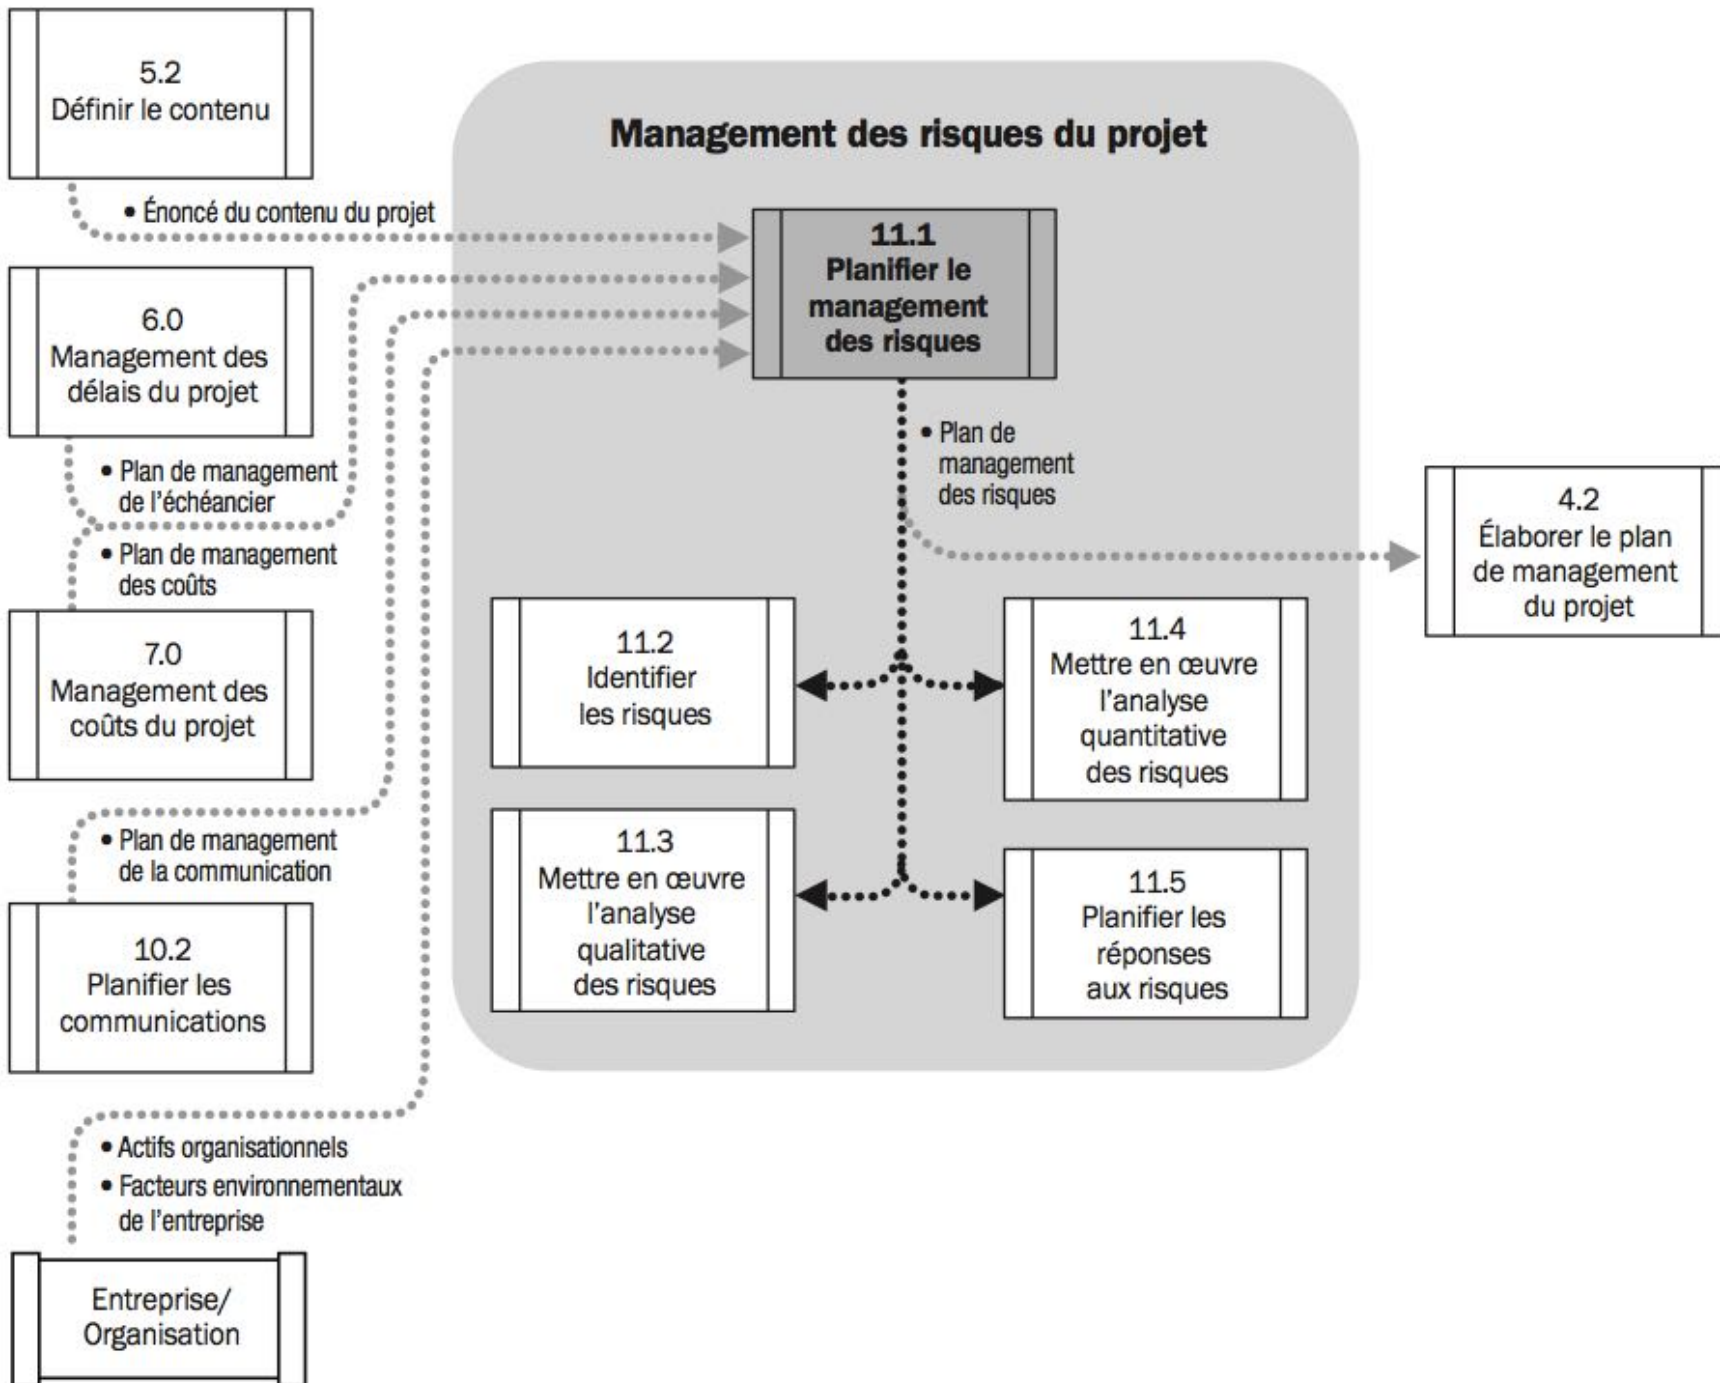 5.2
Définir le contenu
• Énoncé du contenu du projet
6.0
Management des
délais du projet
• Plan de management
de l'échéancier
• Plan de management
des coûts
7.0
Management des
coûts du projet
• Plan de management
de la communication
10.2
Planifier les
communications
• Actifs organisationnels
• Facteurs environnementaux
de l'entreprise
Entreprise/
Organisation
Management des risques du projet
11.1
Planifier le
management
des risques
• Plan de
management
des risques
11.2
Identifier
les risques
11.3
Mettre en œuvre
l'analyse
qualitative
des risques
11.4
Mettre en œuvre
l'analyse
quantitative
des risques
11.5
Planifier les
réponses
aux risques
4.2
Élaborer le plan
de management
du projet